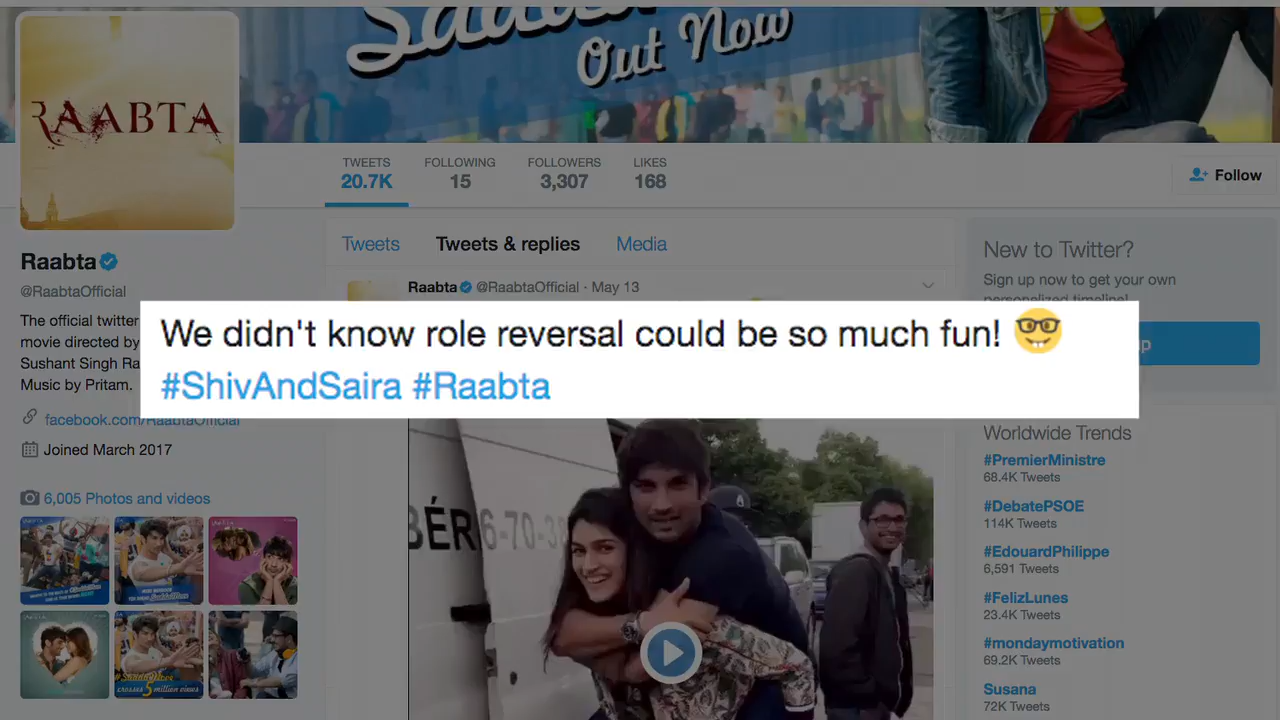 Out Now
RAABTA
TWEETS FOLLOWING FOLLOWERS LIKES
20.7K 15 3,307 168
Follow
Tweets Tweets & replies Media
Raabta @RaabtaOfficial · May 13
We didn't know role reversal could be so much fun! 🤓
#ShivAndSaira #Raabta
Raabta
@RaabtaOfficial
The official twitter
movie directed by
Sushant Singh Ra
Music by Pritam.
facebook.com/RaabtaOfficial
Joined March 2017
6,005 Photos and videos
New to Twitter?
Sign up now to get your own
personalized timeline!
Worldwide Trends
#PremierMinistre
68.4K Tweets
#DebatePSOE
114K Tweets
#EdouardPhilippe
6,591 Tweets
#FelizLunes
23.4K Tweets
#mondaymotivation
69.2K Tweets
Susana
72K Tweets